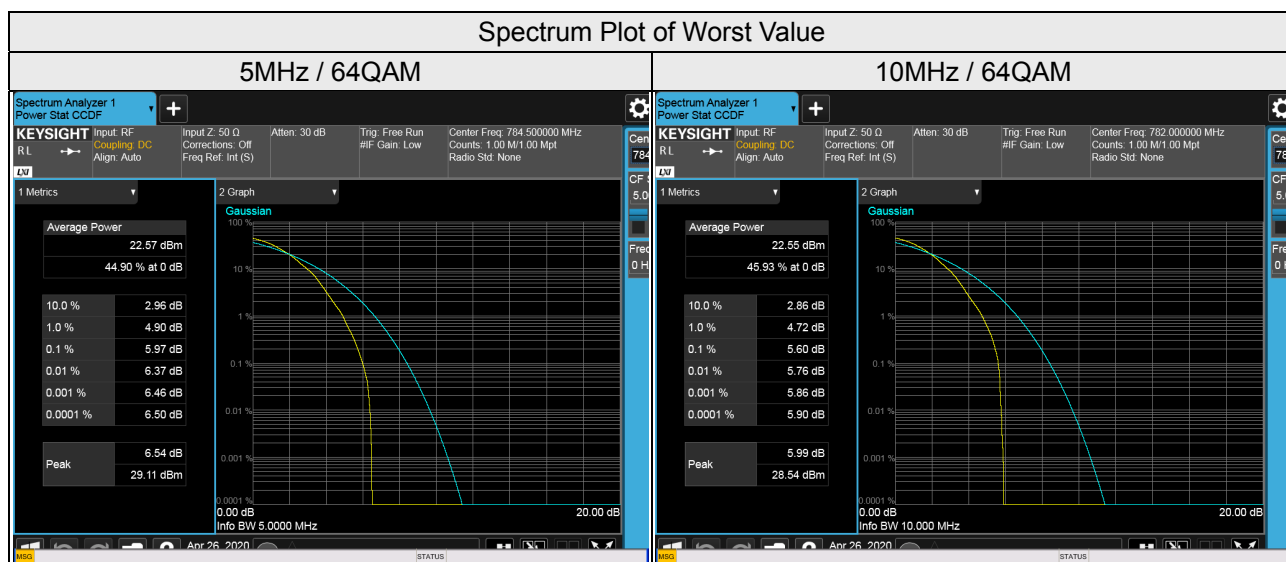 Spectrum Plot of Worst Value
5MHz / 64QAM
10MHz / 64QAM
Spectrum Analyzer 1
Power Stat CCDF
+
KEYSIGHT
RL
LXI
Input: RF
Coupling: DC
Align: Auto
Input Z: 50 Ω
Corrections: Off
Freq Ref: Int (S)
Atten: 30 dB
Trig: Free Run
#IF Gain: Low
Center Freq: 784.500000 MHz
Counts: 1.00 M/1.00 Mpt
Radio Std: None
1 Metrics
Average Power
22.57 dBm
44.90 % at 0 dB
10.0 % 2.96 dB
1.0 % 4.90 dB
0.1 % 5.97 dB
0.01 % 6.37 dB
0.001 % 6.46 dB
0.0001 % 6.50 dB
Peak
6.54 dB
29.11 dBm
2 Graph
Gaussian
100 %
10 %
1 %
0.1 %
0.01 %
0.001 %
0.0001 %
0.00 dB 20.00 dB
Info BW 5.0000 MHz
Apr 26, 2020
MSG STATUS
Spectrum Analyzer 1
Power Stat CCDF
+
KEYSIGHT
RL
LXI
Input: RF
Coupling: DC
Align: Auto
Input Z: 50 Ω
Corrections: Off
Freq Ref: Int (S)
Atten: 30 dB
Trig: Free Run
#IF Gain: Low
Center Freq: 782.000000 MHz
Counts: 1.00 M/1.00 Mpt
Radio Std: None
1 Metrics
Average Power
22.55 dBm
45.93 % at 0 dB
10.0 % 2.86 dB
1.0 % 4.72 dB
0.1 % 5.60 dB
0.01 % 5.76 dB
0.001 % 5.86 dB
0.0001 % 5.90 dB
Peak
5.99 dB
28.54 dBm
2 Graph
Gaussian
100 %
10 %
1 %
0.1 %
0.01 %
0.001 %
0.0001 %
0.00 dB 20.00 dB
Info BW 10.000 MHz
Apr 26, 2020
MSG STATUS